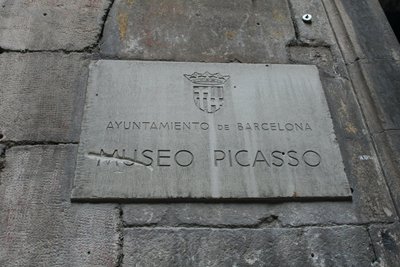 AYUNTAMIENTO DE BARCELONA
MUSEO PICASSO